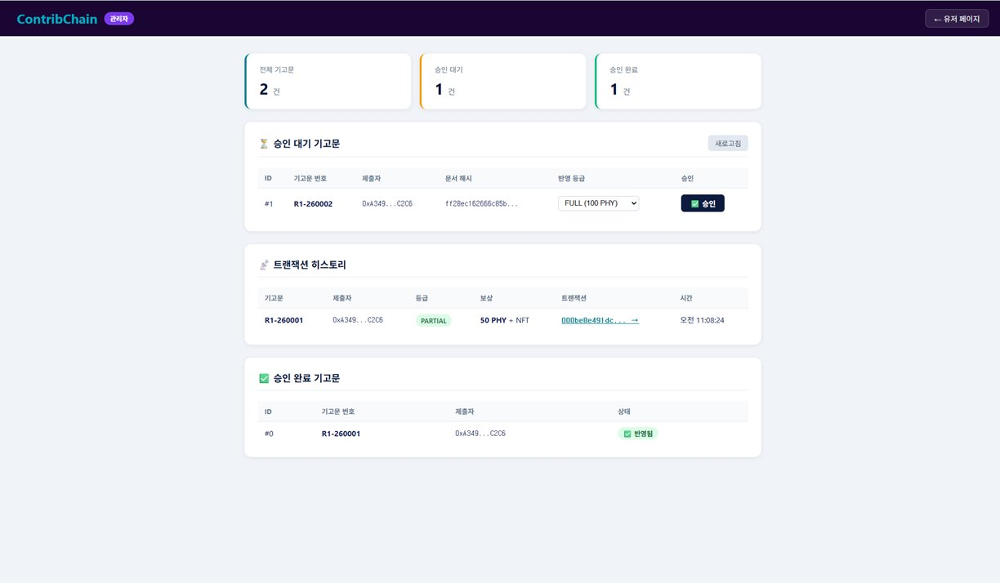 ContribChain 관리자
← 유저 페이지
전체 기고문
2 건
승인 대기
1 건
승인 완료
1 건
⏳ 승인 대기 기고문
새로고침
ID 기고문 번호 제출자 문서 해시 반영 등급 승인
#1 R1-260002 0xA349...C2C6 ff28ec162666c85b... FULL (100 PHY) ✅ 승인
트랜잭션 히스토리
기고문 제출자 등급 보상 트랜잭션 시간
R1-260001 0xA349...C2C6 PARTIAL 50 PHY + NFT 000be8e491dc... → 오전 11:08:24
✅ 승인 완료 기고문
ID 기고문 번호 제출자 상태
#0 R1-260001 0xA349...C2C6 ✅ 반영됨